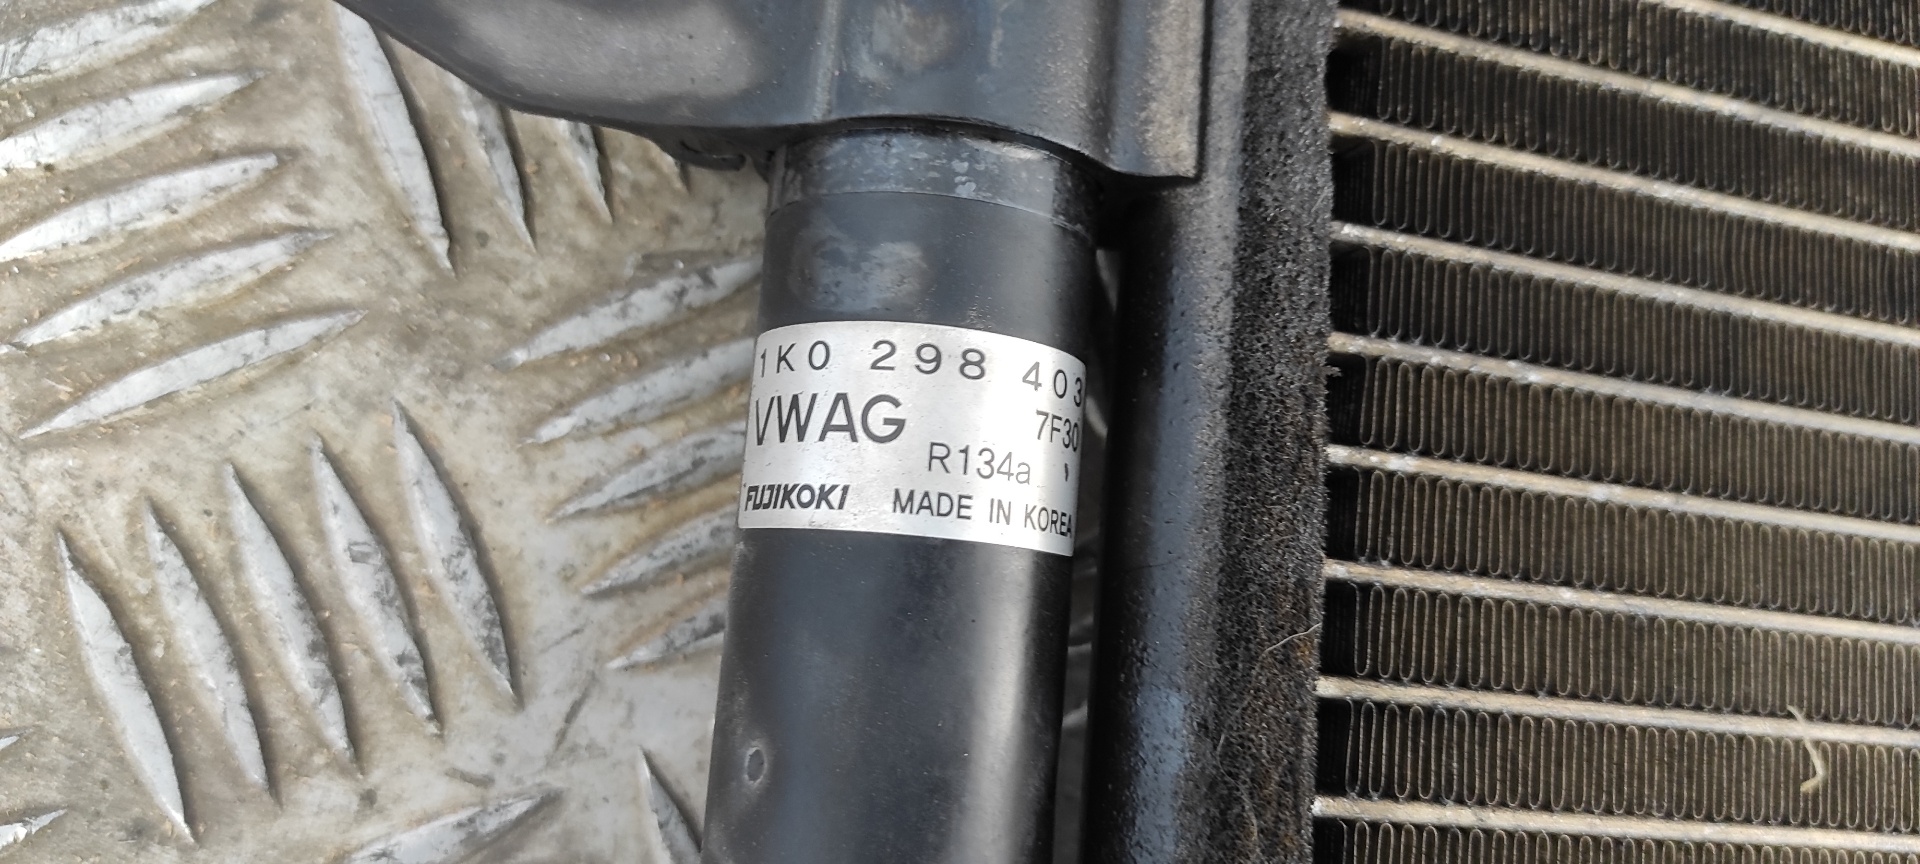 1K0 298 403
VWAG 7F30
R134a
FUJIKOKI MADE IN KOREA